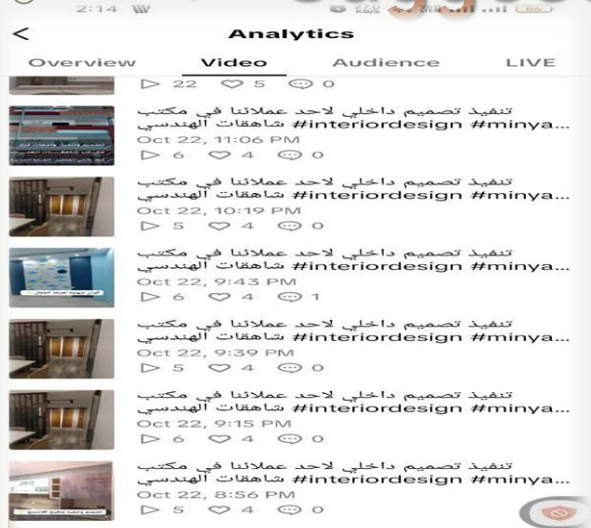 2:14
Analytics
Overview Video Audience LIVE
22 5 0
تنفيذ تصميم داخلي لاحد عملائنا في مكتب
شاهقات الهندسي #interiordesign #minya...
Oct 22, 11:06 PM
6 4 0
تنفيذ تصميم داخلي لاحد عملائنا في مكتب
شاهقات الهندسي #interiordesign #minya...
Oct 22, 10:19 PM
5 4 0
تنفيذ تصميم داخلي لاحد عملائنا في مكتب
شاهقات الهندسي #interiordesign #minya...
Oct 22, 9:43 PM
6 4 1
تنفيذ تصميم داخلي لاحد عملائنا في مكتب
شاهقات الهندسي #interiordesign #minya...
Oct 22, 9:39 PM
5 4 0
تنفيذ تصميم داخلي لاحد عملائنا في مكتب
شاهقات الهندسي #interiordesign #minya...
Oct 22, 9:15 PM
6 4 0
تنفيذ تصميم داخلي لاحد عملائنا في مكتب
شاهقات الهندسي #interiordesign #minya...
Oct 22, 8:56 PM
5 4 0